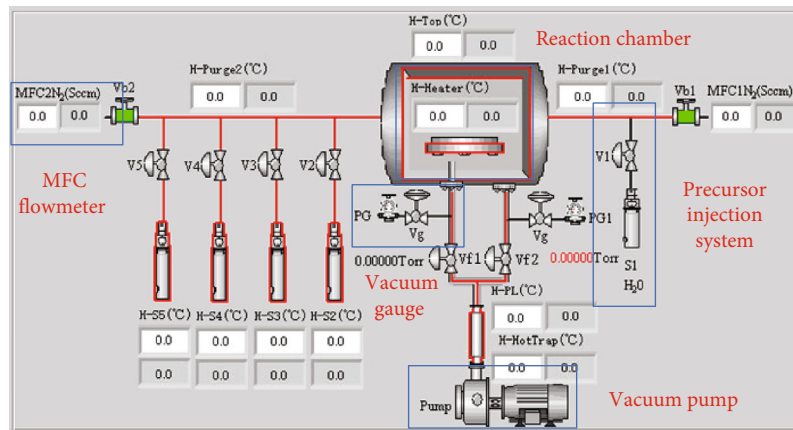 H-Top(℃)
0.0 0.0
Reaction chamber
H-Purge2(℃)
0.0 0.0
H-Purge1(℃)
0.0 0.0
MFC2N₂(Sccm)
0.0 0.0
Vb2
H-Heater(℃)
0.0 0.0
Vb1
MFC1N₂(Sccm)
0.0 0.0
V5
V4
V3
V2
V1
MFC
flowmeter
Precursor
injection
system
PG
Vg
Vg
PG1
0.00000Torr
Vf1
Vf2
0.00000Torr
S1
H₂0
Vacuum
gauge
H-PL(℃)
0.0 0.0
H-S5(℃) H-S4(℃) H-S3(℃) H-S2(℃)
0.0 0.0 0.0 0.0
0.0 0.0 0.0 0.0
H-HotTrap(℃)
0.0 0.0
Pump
Vacuum pump